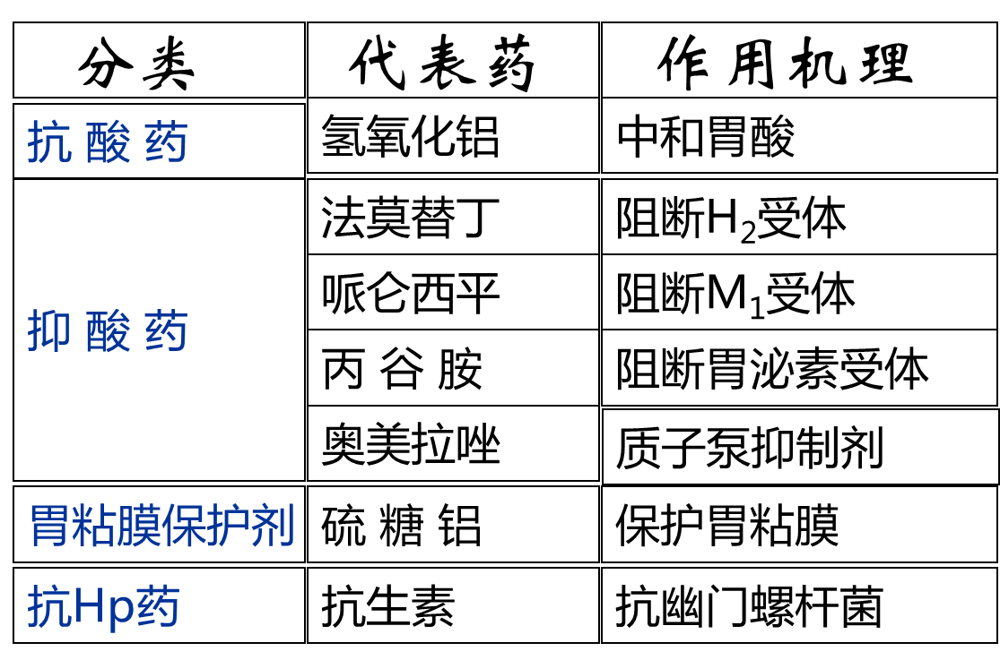 分类 代表药 作用机理
抗酸药 氢氧化铝 中和胃酸
抑酸药 法莫替丁 阻断H₂受体
哌仑西平 阻断M₁受体
丙谷胺 阻断胃泌素受体
奥美拉唑 质子泵抑制剂
胃粘膜保护剂 硫糖铝 保护胃粘膜
抗Hp药 抗生素 抗幽门螺杆菌